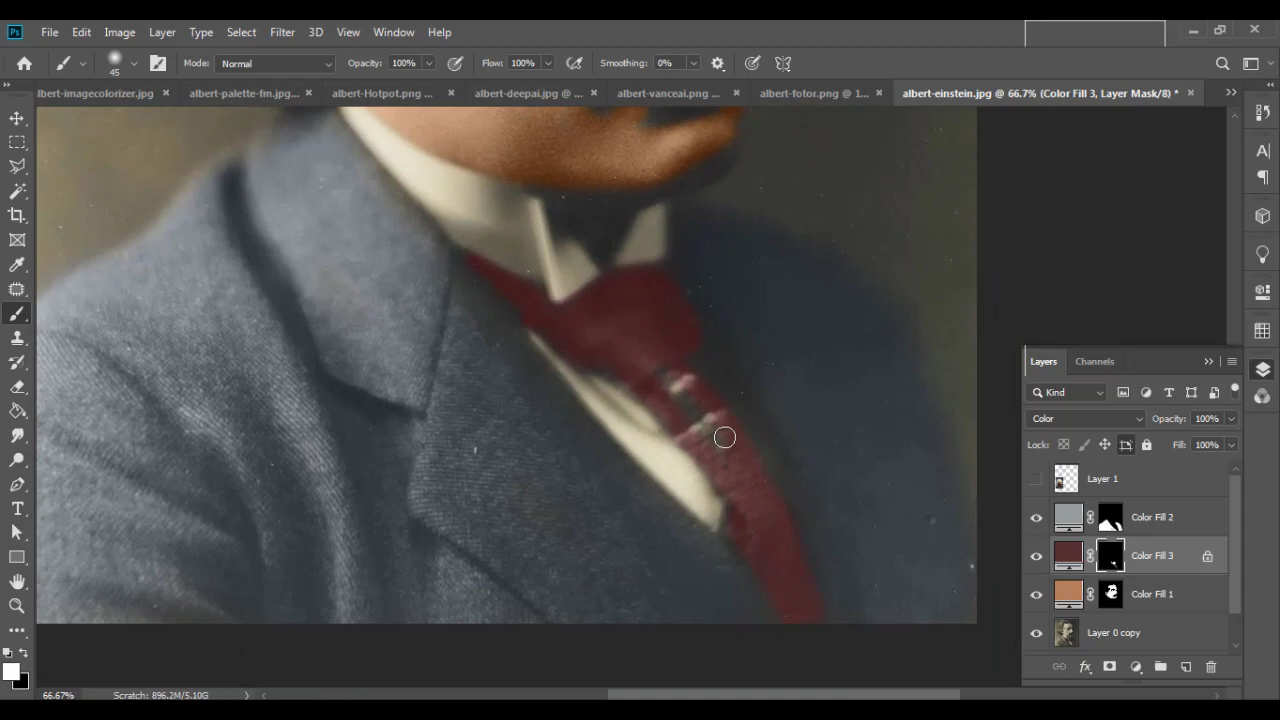 Ps File Edit Image Layer Type Select Filter 3D View Window Help
45 Mode: Normal Opacity: 100% Flow: 100% Smoothing: 0%
lbert-imagecolorizer.jpg albert-palette-fm.jpg... albert-Hotpot.png ... albert-deepai.jpg @ ... albert-vanceai.png ... albert-fotor.png @ 1... albert-einstein.jpg @ 66.7% (Color Fill 3, Layer Mask/8) *
Layers Channels
Kind
Color Opacity: 100%
Lock: Fill: 100%
Layer 1
Color Fill 2
Color Fill 3
Color Fill 1
Layer 0 copy
66.67% Scratch: 896.2M/5.10G